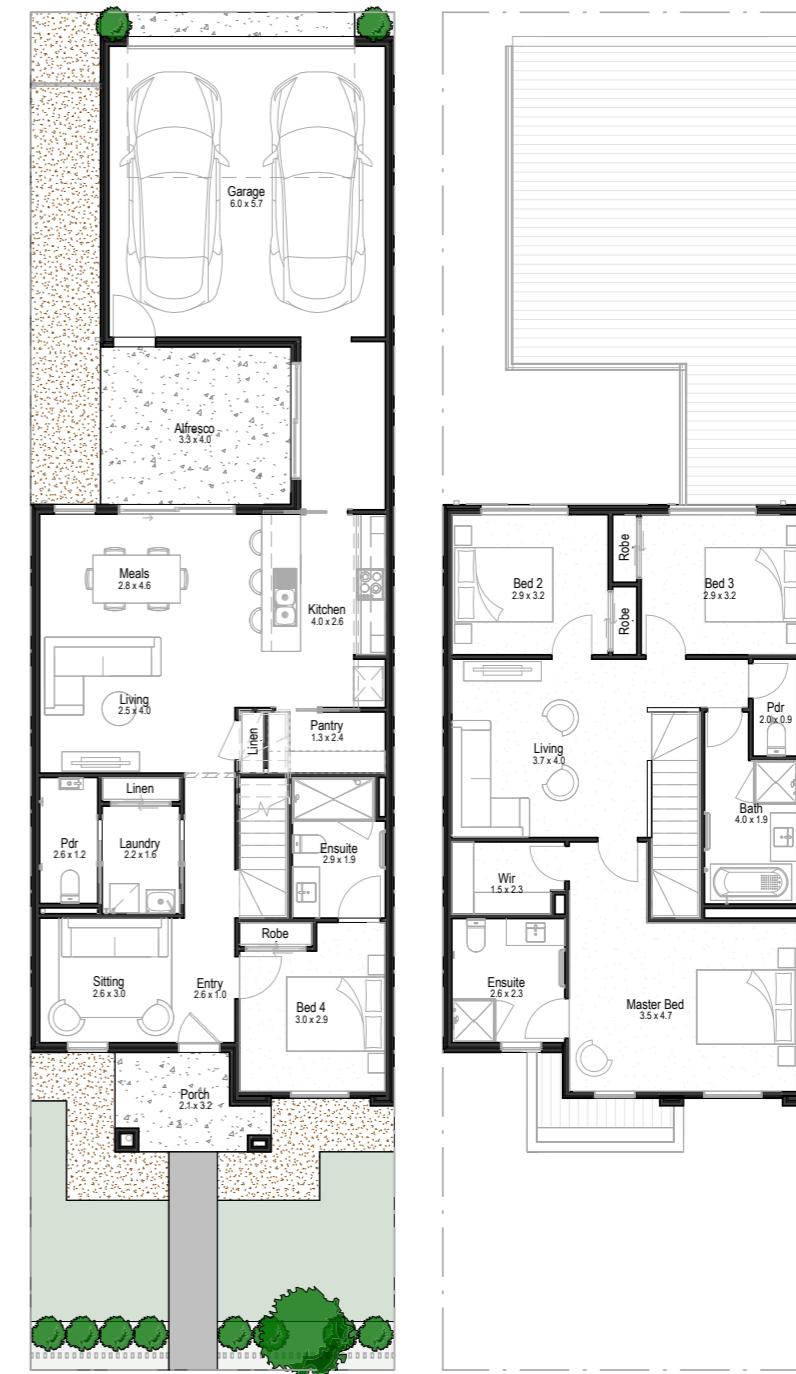 Garage
6.0 x 5.7
Alfresco
3.3 x 4.0
Meals
2.8 x 4.6
Kitchen
4.0 x 2.6
Living
2.5 x 4.0
Linen
Pantry
1.3 x 2.4
Linen
Pdr
2.6 x 1.2
Laundry
2.2 x 1.6
Ensuite
2.9 x 1.9
Robe
Sitting
2.6 x 3.0
Entry
2.6 x 1.0
Bed 4
3.0 x 2.9
Porch
2.1 x 3.2
Bed 2
2.9 x 3.2
Robe
Robe
Bed 3
2.9 x 3.2
Living
3.7 x 4.0
Pdr
2.0 x 0.9
Bath
4.0 x 1.9
Wir
1.5 x 2.3
Ensuite
2.6 x 2.3
Master Bed
3.5 x 4.7